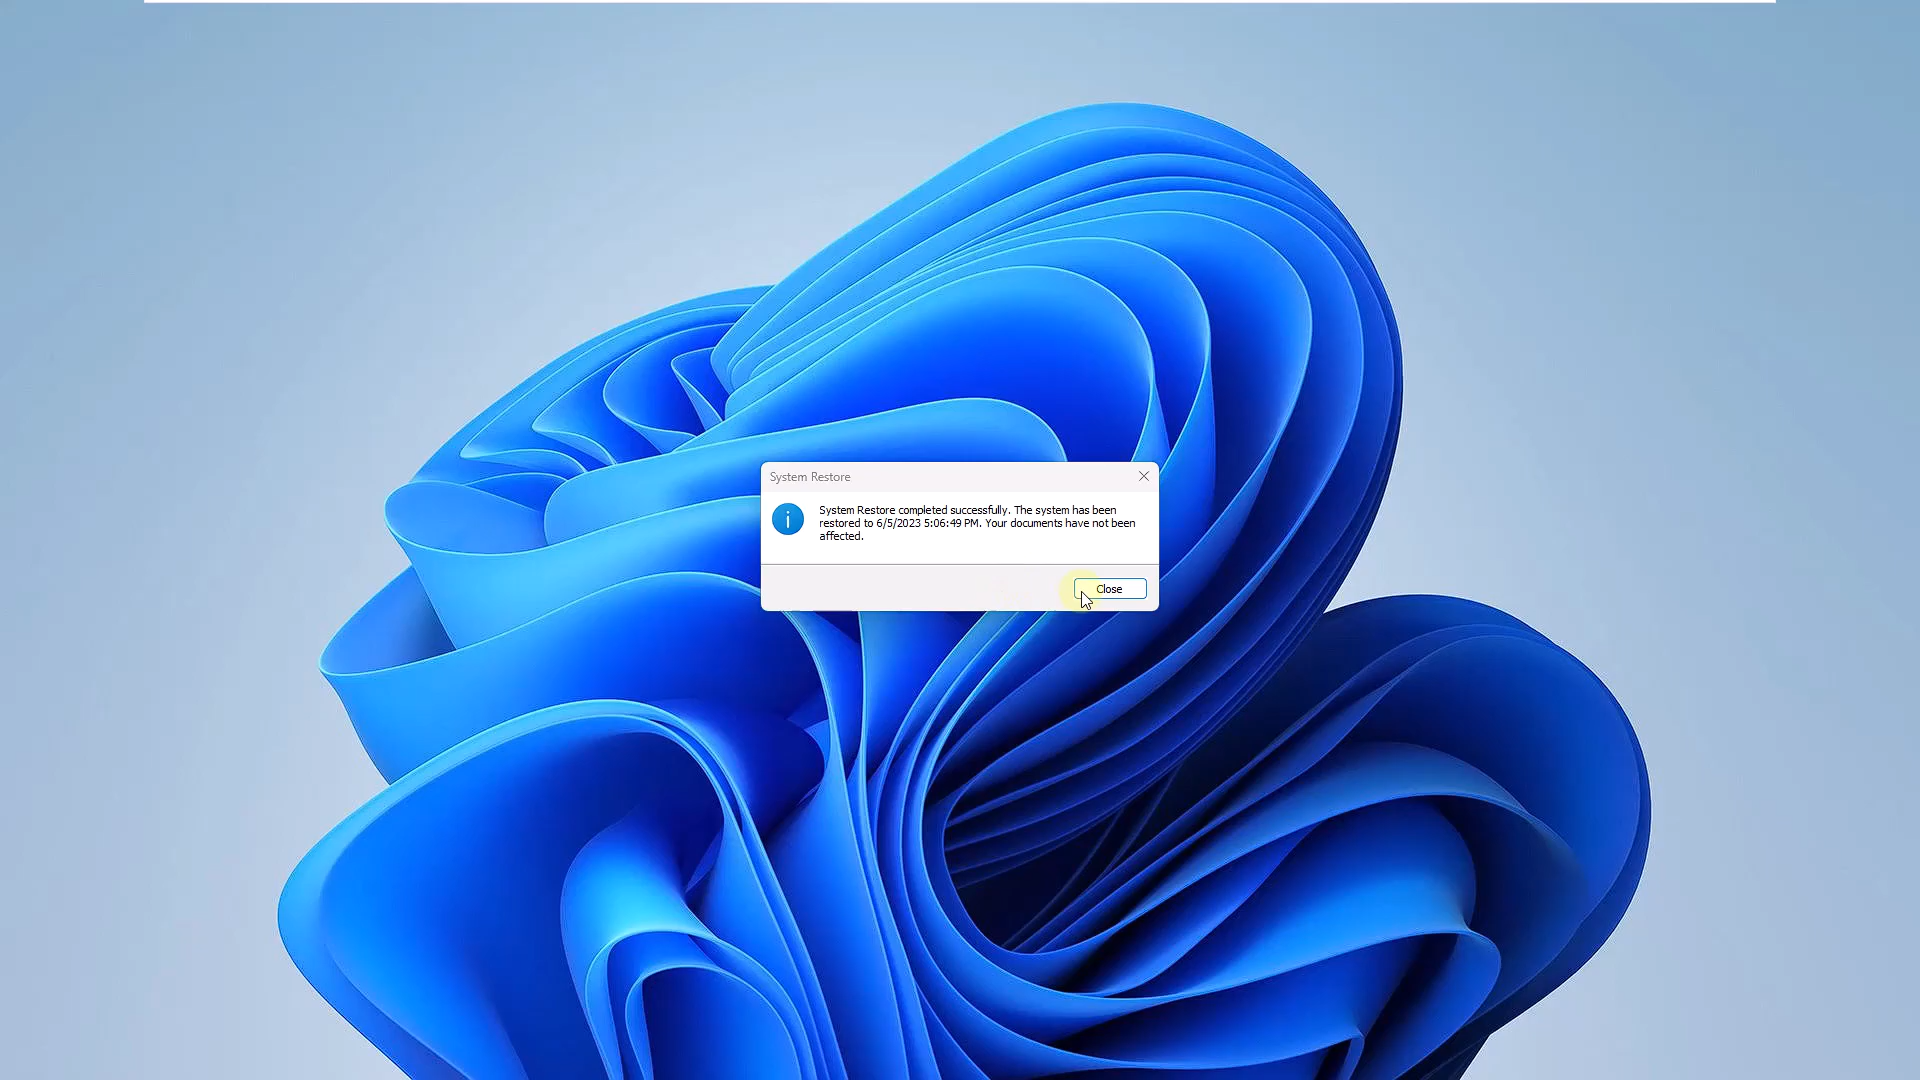 System Restore
System Restore completed successfully. The system has been
restored to 6/5/2023 5:06:49 PM. Your documents have not been
affected.
Close